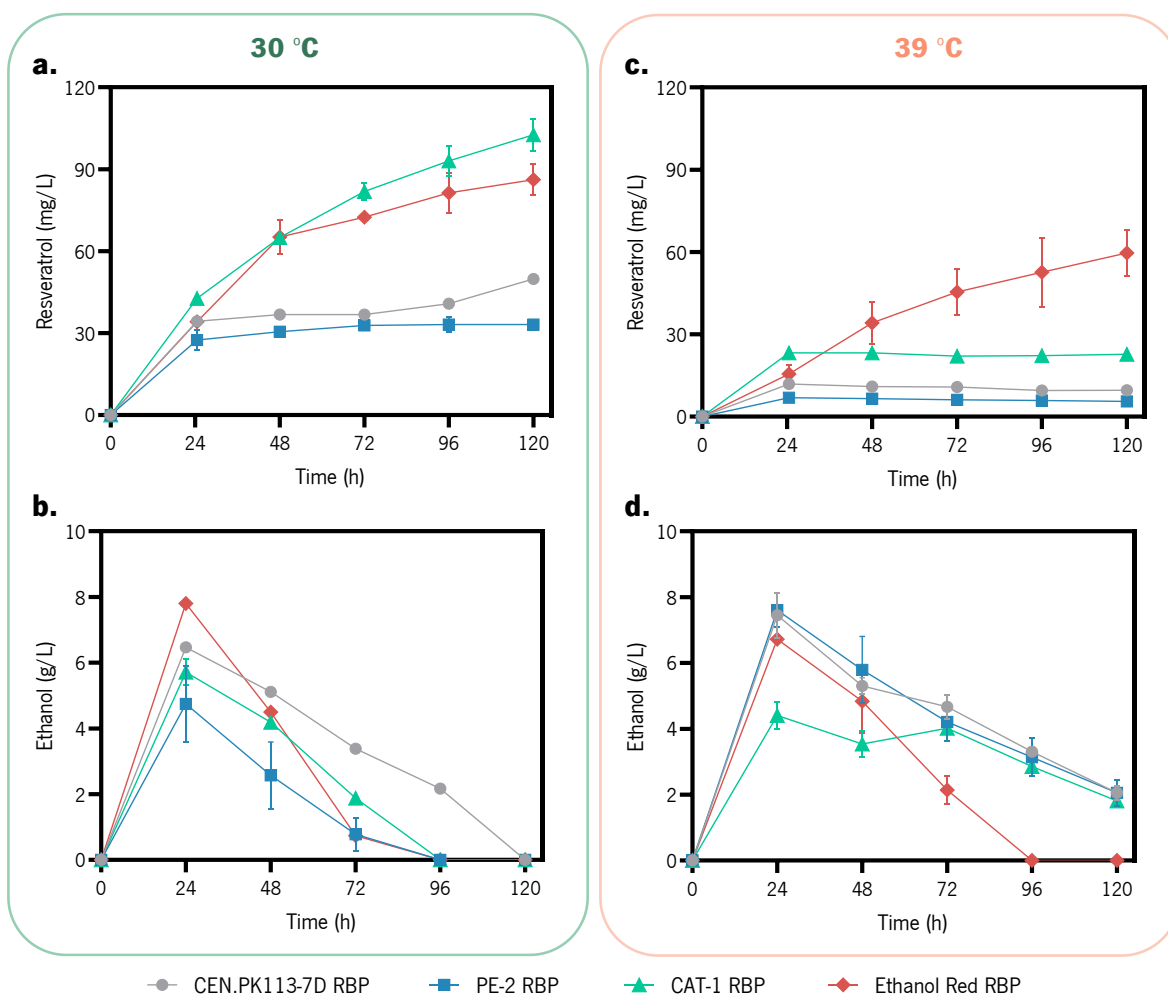 30 °C
a.
120
90
60
30
0
Resveratrol (mg/L)
0 24 48 72 96 120
Time (h)
b.
10
8
6
4
2
0
Ethanol (g/L)
0 24 48 72 96 120
Time (h)
39 °C
c.
120
90
60
30
0
Resveratrol (mg/L)
0 24 48 72 96 120
Time (h)
d.
10
8
6
4
2
0
Ethanol (g/L)
0 24 48 72 96 120
Time (h)
CEN.PK113-7D RBP PE-2 RBP CAT-1 RBP Ethanol Red RBP